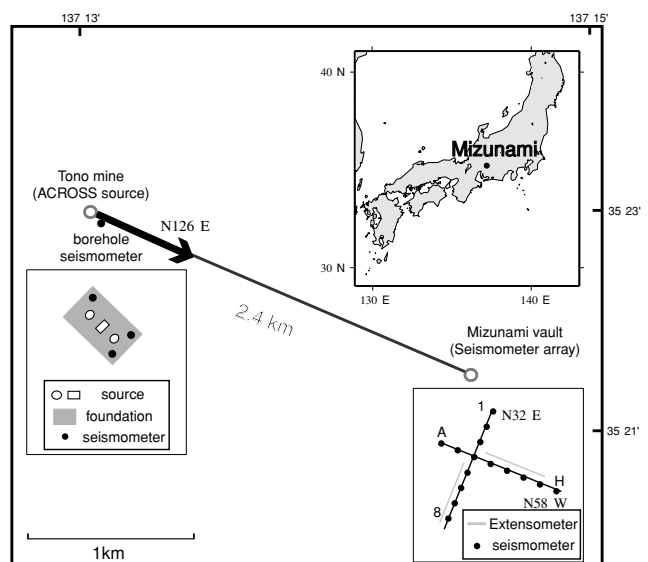 137 13'
137 15'
40 N
Mizunami
30 N
130 E
140 E
Tono mine
(ACROSS source)
N126 E
borehole
seismometer
35 23'
2.4 km
Mizunami vault
(Seismometer array)
source
foundation
seismometer
1
N32 E
A
H
8
N58 W
Extensometer
seismometer
35 21'
1km